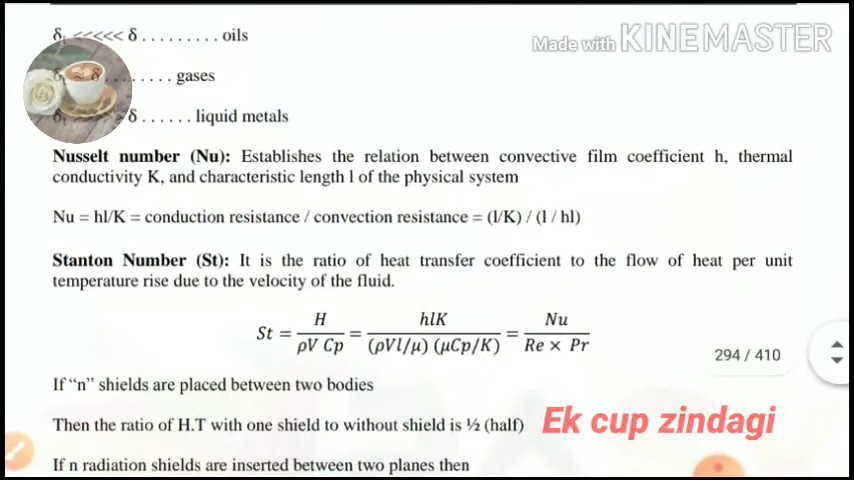 δt <<<<< δ . . . . . . . . . oils
Made with KINEMASTER
δ . . . . . . . . gases
δ . . . . . . liquid metals
Nusselt number (Nu): Establishes the relation between convective film coefficient h, thermal
conductivity K, and characteristic length l of the physical system
Nu = hl/K = conduction resistance / convection resistance = (l/K) / (l / hl)
Stanton Number (St): It is the ratio of heat transfer coefficient to the flow of heat per unit
temperature rise due to the velocity of the fluid.
St = H / ρV Cp = hlK / (ρVl/μ) (μCp/K) = Nu / Re × Pr
294 / 410
If “n” shields are placed between two bodies
Then the ratio of H.T with one shield to without shield is ½ (half)
Ek cup zindagi
If n radiation shields are inserted between two planes then